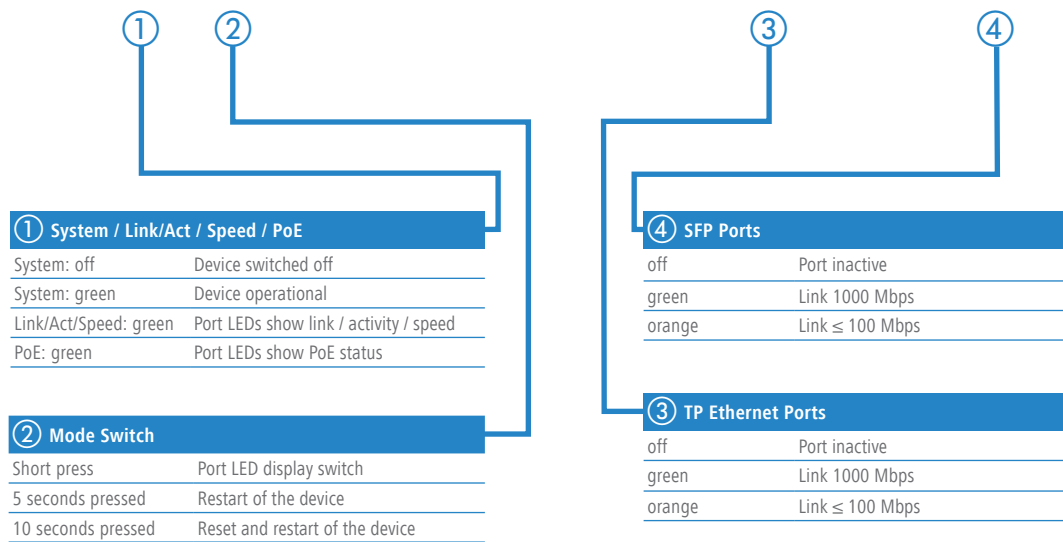 ① ② ③ ④
① System / Link/Act / Speed / PoE
System: off Device switched off
System: green Device operational
Link/Act/Speed: green Port LEDs show link / activity / speed
PoE: green Port LEDs show PoE status
② Mode Switch
Short press Port LED display switch
5 seconds pressed Restart of the device
10 seconds pressed Reset and restart of the device
④ SFP Ports
off Port inactive
green Link 1000 Mbps
orange Link ≤ 100 Mbps
③ TP Ethernet Ports
off Port inactive
green Link 1000 Mbps
orange Link ≤ 100 Mbps